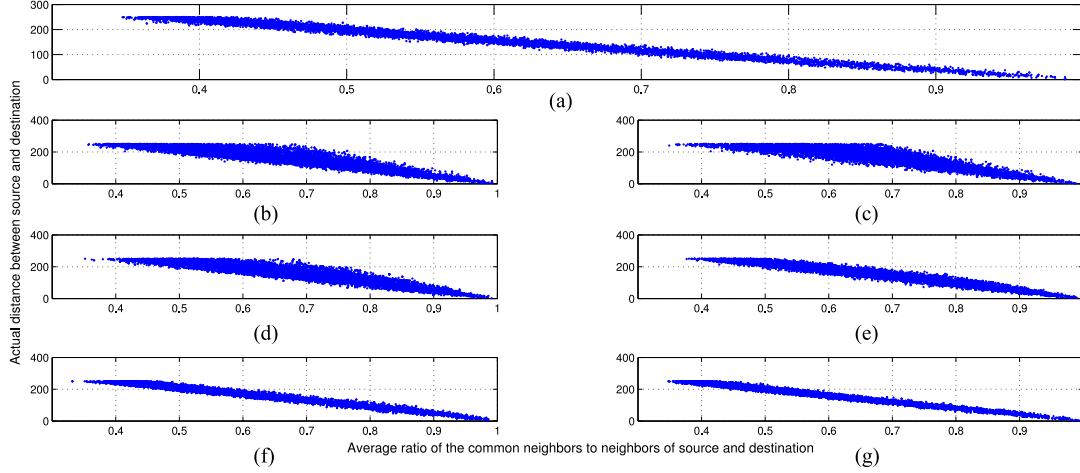 300
200
100
0
0.4 0.5 0.6 0.7 0.8 0.9
(a)
Actual distance between source and destination
400
200
0
0.4 0.5 0.6 0.7 0.8 0.9 1
(b)
400
200
0
0.4 0.5 0.6 0.7 0.8 0.9
(c)
400
200
0
0.4 0.5 0.6 0.7 0.8 0.9 1
(d)
400
200
0
0.4 0.5 0.6 0.7 0.8 0.9
(e)
400
200
0
0.4 0.5 0.6 0.7 0.8 0.9 1
(f)
400
200
0
0.4 0.5 0.6 0.7 0.8 0.9
(g)
Average ratio of the common neighbors to neighbors of source and destination